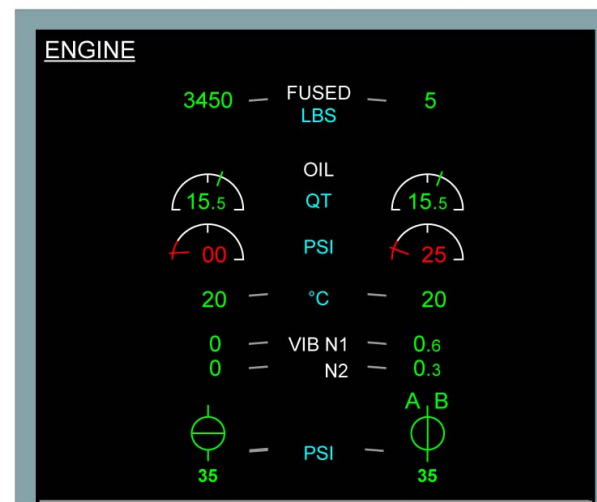 ENGINE
3450 FUSED 5
LBS
OIL
15.5 QT 15.5
00 PSI 25
20 °C 20
0 VIB N1 0.6
0 N2 0.3
A B
PSI
35 35